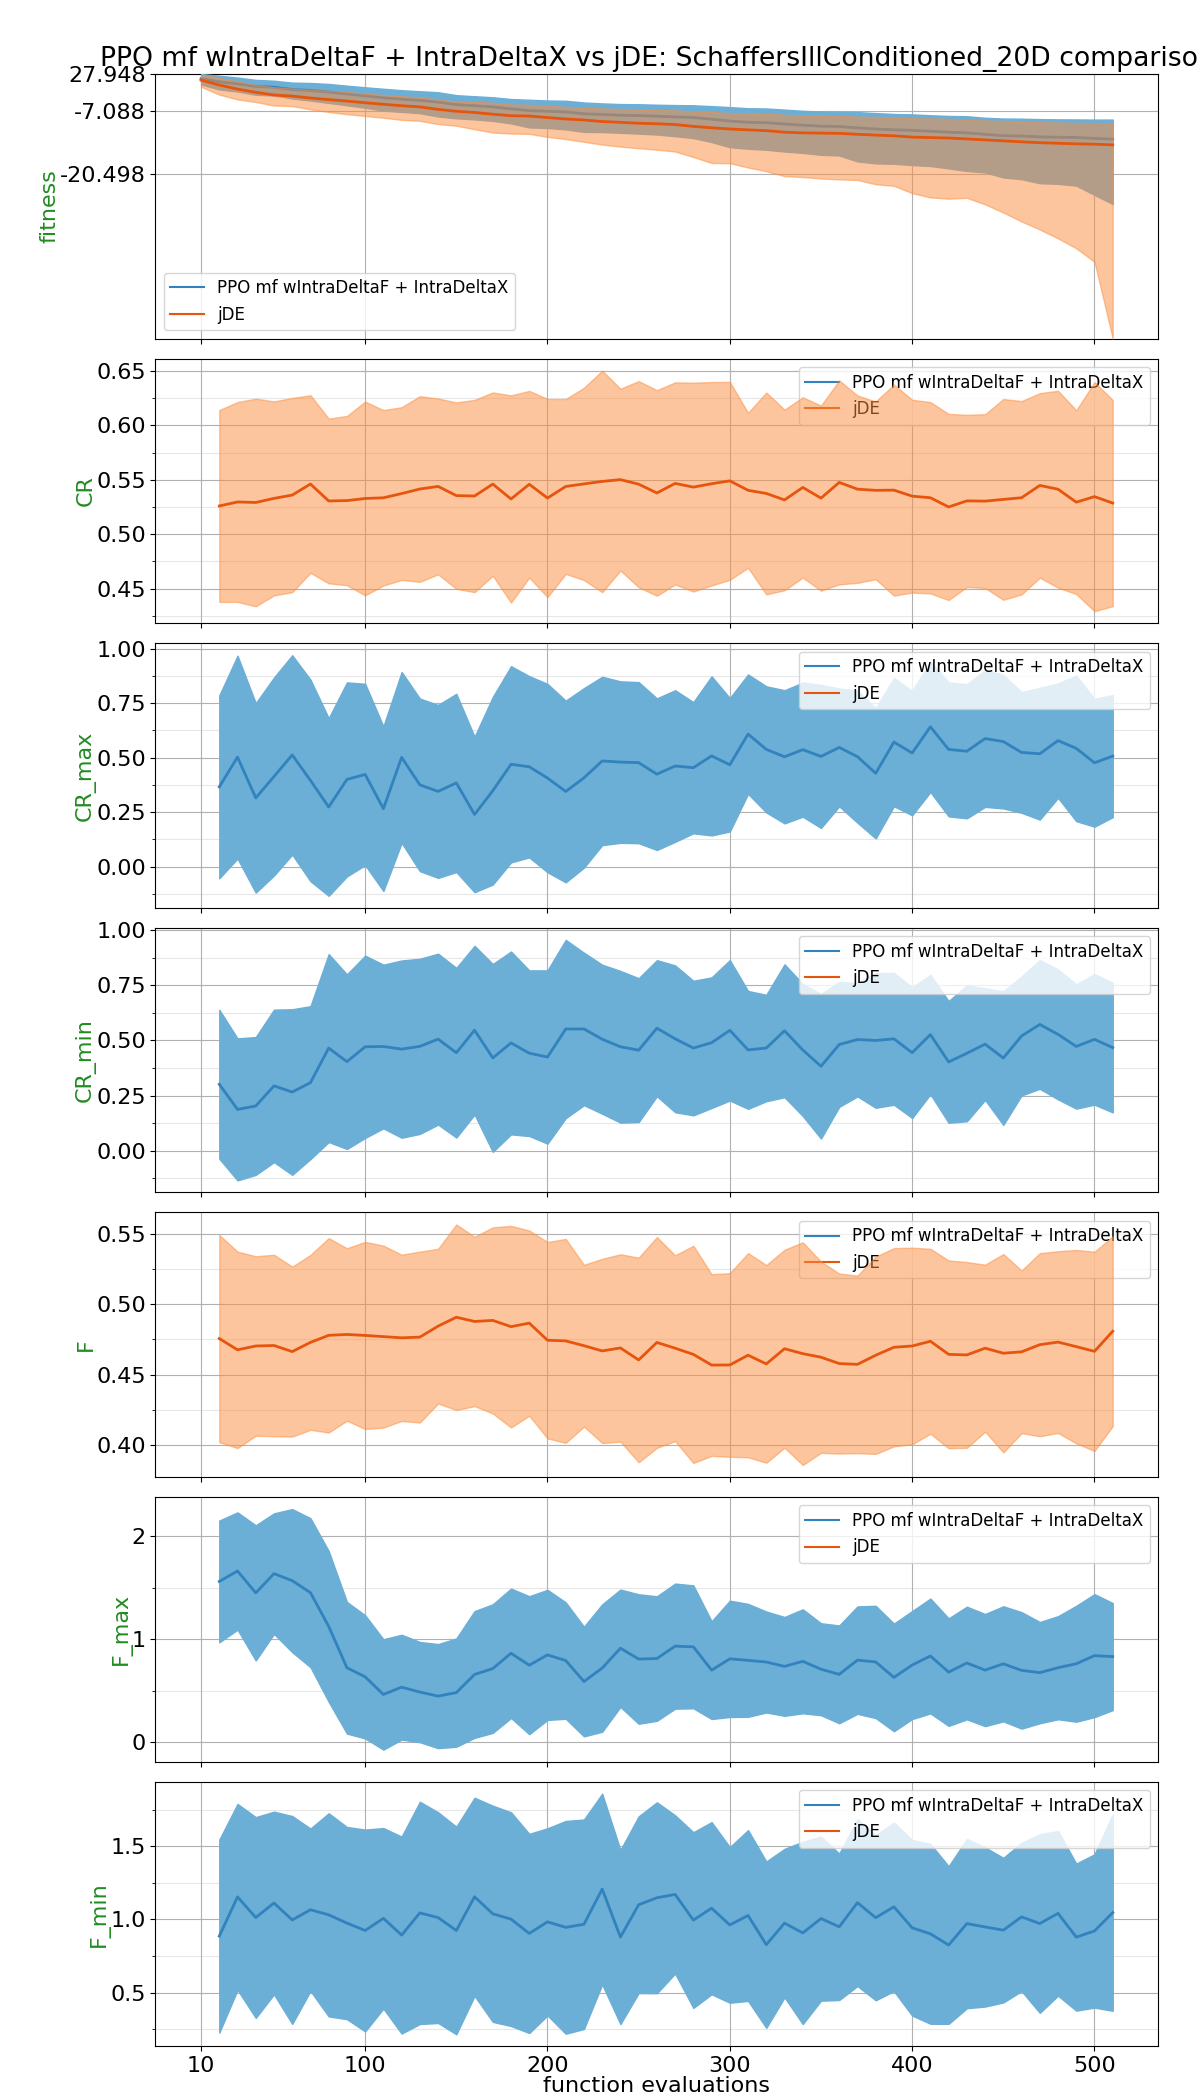 PPO mf wIntraDeltaF + IntraDeltaX vs jDE: SchaffersIllConditioned_20D compariso
27.948
-7.088
-20.498
fitness
PPO mf wIntraDeltaF + IntraDeltaX
jDE
0.65
0.60
0.55
0.50
0.45
CR
PPO mf wIntraDeltaF + IntraDeltaX
jDE
1.00
0.75
0.50
0.25
0.00
CR_max
PPO mf wIntraDeltaF + IntraDeltaX
jDE
1.00
0.75
0.50
0.25
0.00
CR_min
PPO mf wIntraDeltaF + IntraDeltaX
jDE
0.55
0.50
0.45
0.40
F
PPO mf wIntraDeltaF + IntraDeltaX
jDE
2
1
0
F_max
PPO mf wIntraDeltaF + IntraDeltaX
jDE
1.5
1.0
0.5
F_min
PPO mf wIntraDeltaF + IntraDeltaX
jDE
10 100 200 300 400 500
function evaluations